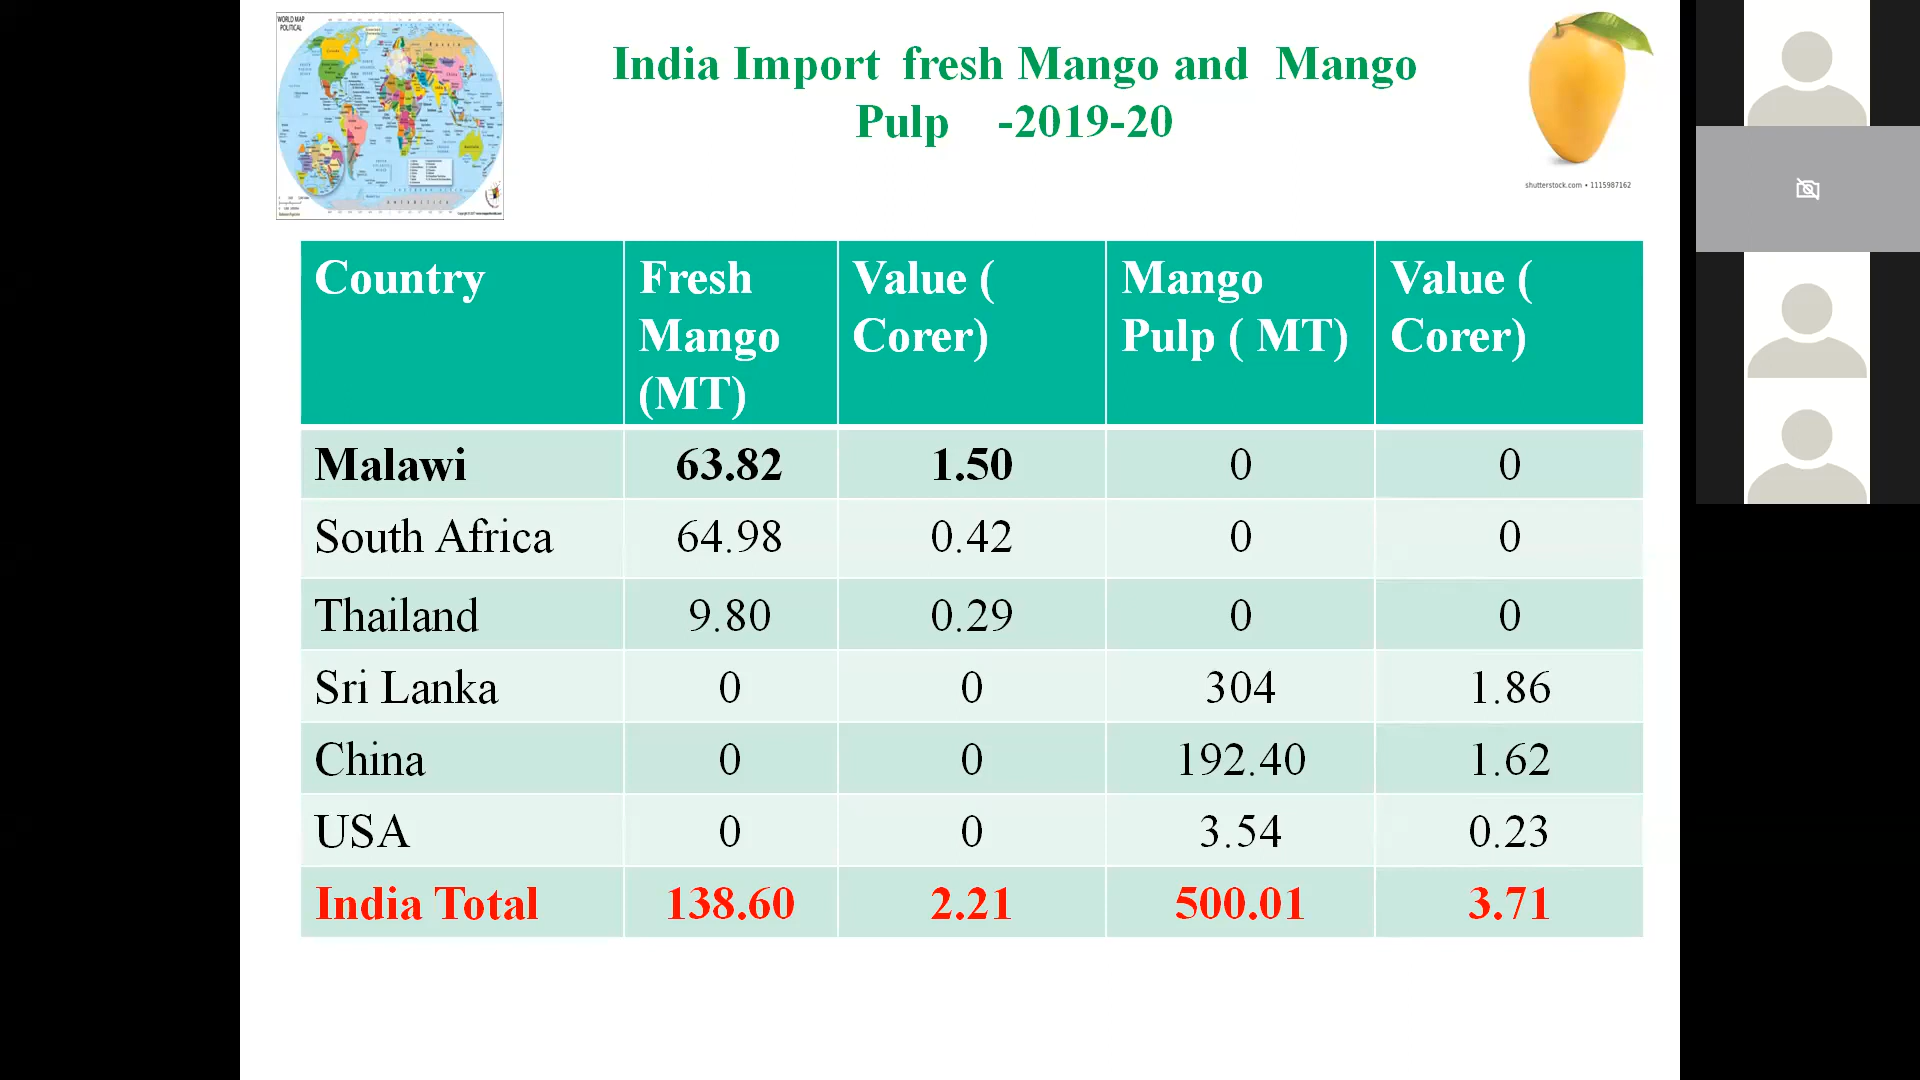 WORLD MAP
POLITICAL
India Import fresh Mango and Mango
Pulp -2019-20
shutterstock.com • 1115987162
Country Fresh Mango (MT) Value ( Corer) Mango Pulp ( MT) Value ( Corer)
Malawi 63.82 1.50 0 0
South Africa 64.98 0.42 0 0
Thailand 9.80 0.29 0 0
Sri Lanka 0 0 304 1.86
China 0 0 192.40 1.62
USA 0 0 3.54 0.23
India Total 138.60 2.21 500.01 3.71